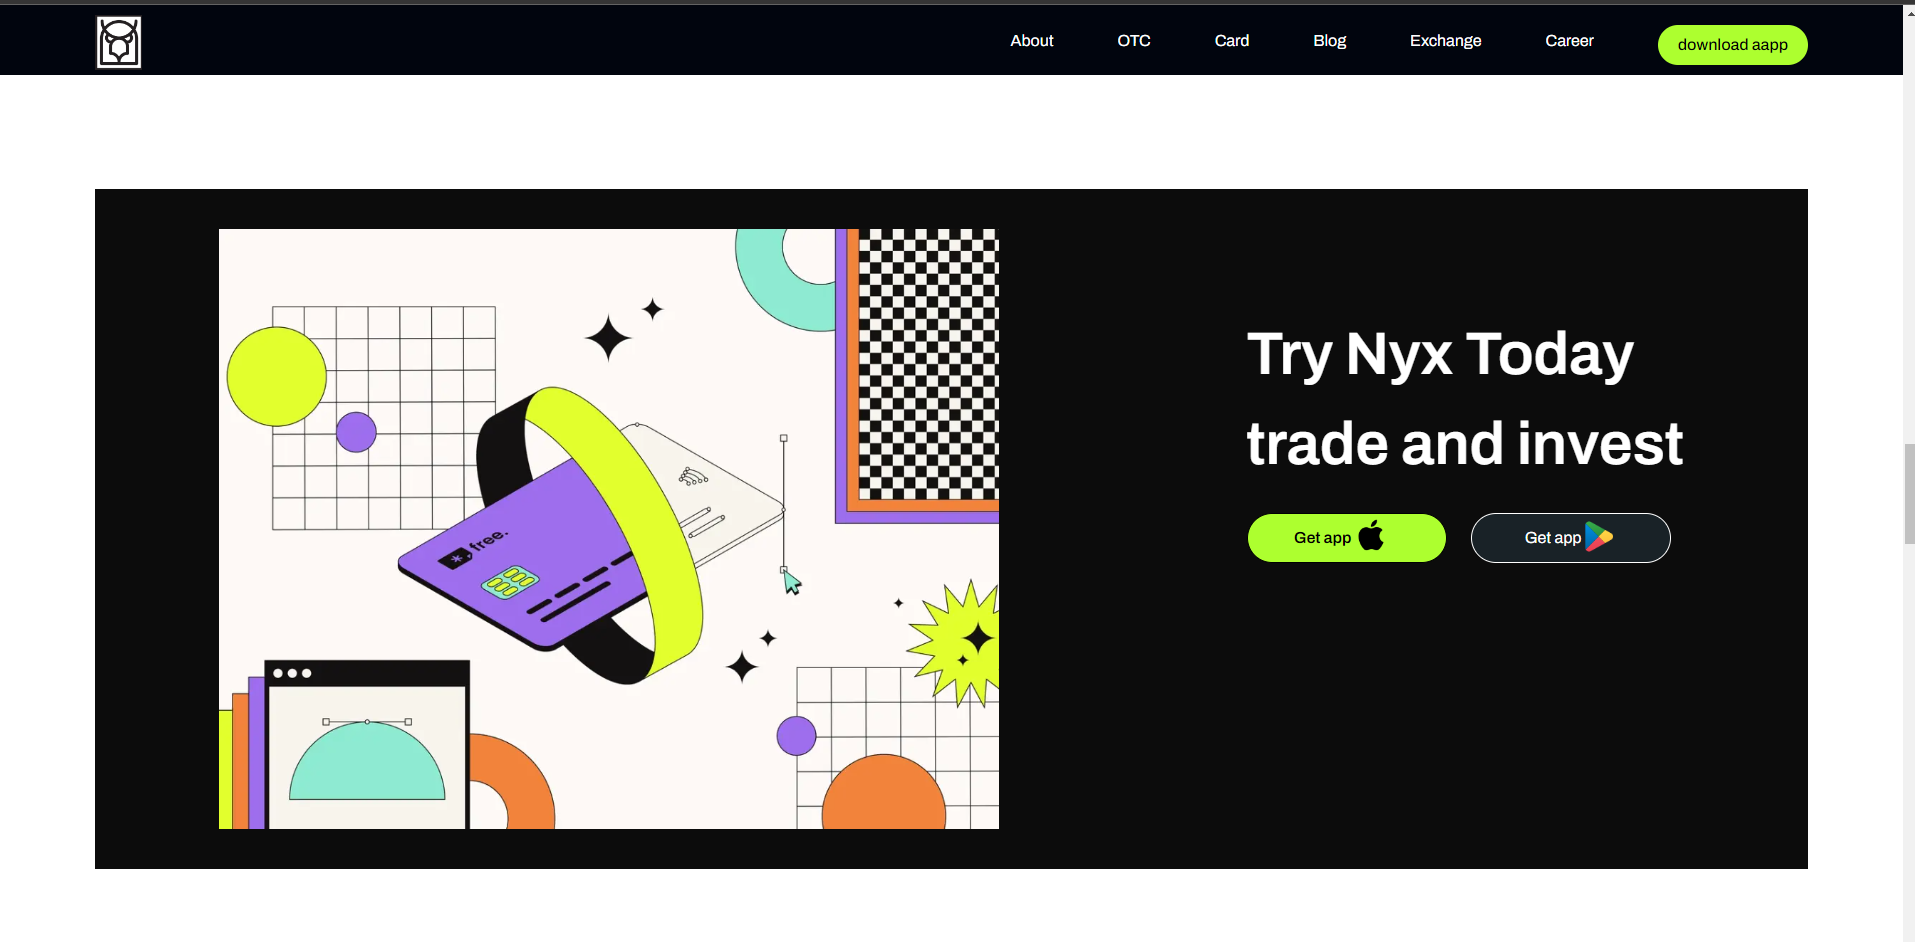 About OTC Card Blog Exchange Career download aapp
Try Nyx Today
trade and invest
Get app Get app
free.